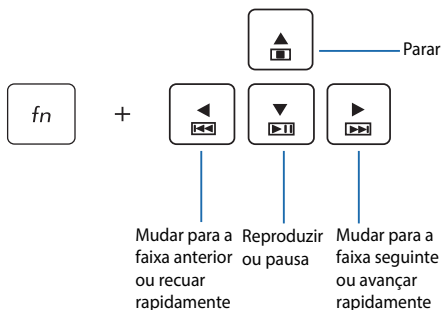 Parar
fn
+
Mudar para a
faixa anterior
ou recuar
rapidamente
Reproduzir
ou pausa
Mudar para a
faixa seguinte
ou avançar
rapidamente